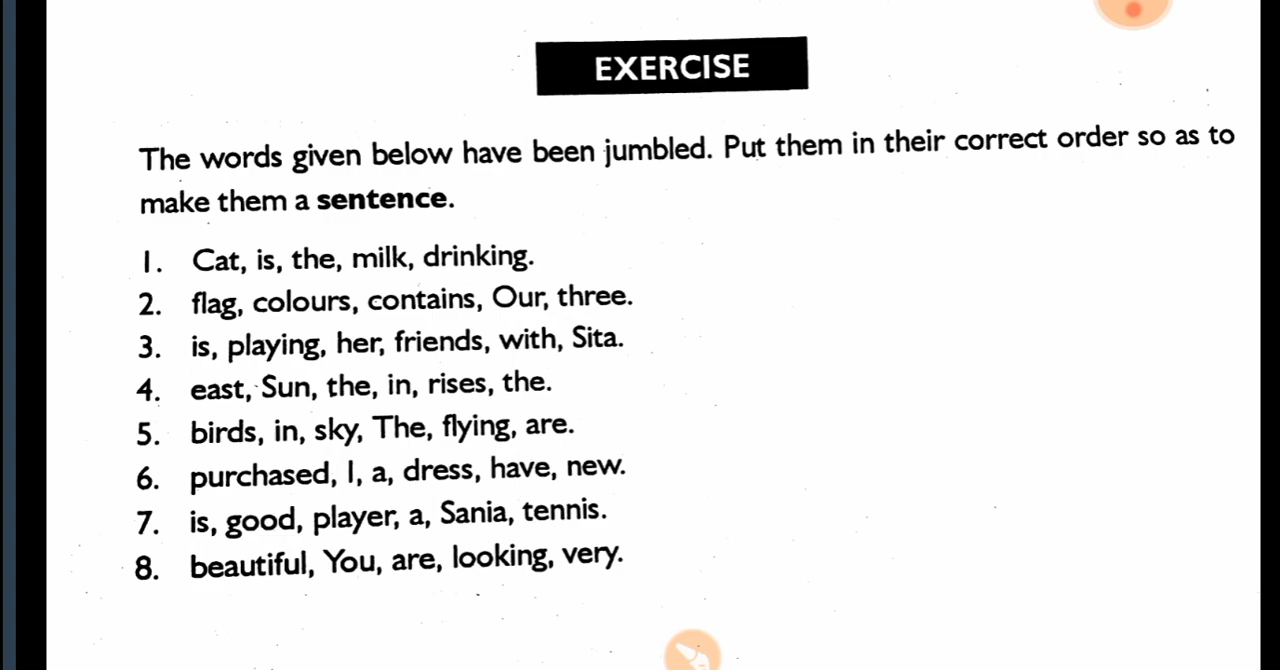 EXERCISE
The words given below have been jumbled. Put them in their correct order so as to
make them a sentence.
1. Cat, is, the, milk, drinking.
2. flag, colours, contains, Our, three.
3. is, playing, her, friends, with, Sita.
4. east, Sun, the, in, rises, the.
5. birds, in, sky, The, flying, are.
6. purchased, I, a, dress, have, new.
7. is, good, player, a, Sania, tennis.
8. beautiful, You, are, looking, very.